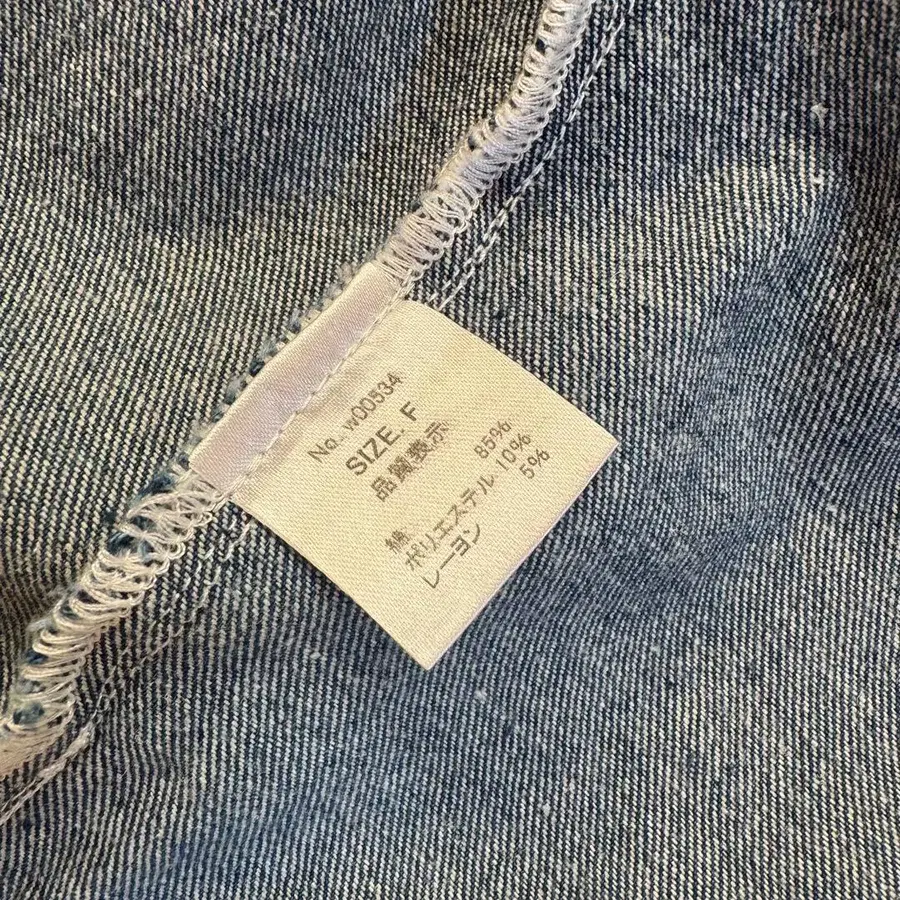 No. w00534
SIZE. F
品質表示
綿 85%
ポリエステル 10%
レーヨン 5%